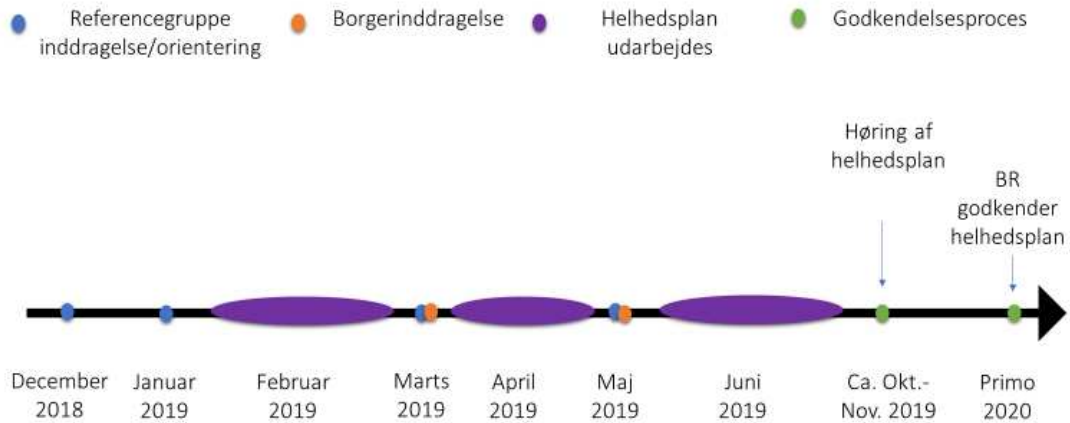 Referencegruppe
inddragelse/orientering
Borgerinddragelse
Helhedsplan
udarbejdes
Godkendelsesproces
Høring af
helhedsplan
BR
godkender
helhedsplan
December
2018
Januar
2019
Februar
2019
Marts
2019
April
2019
Maj
2019
Juni
2019
Ca. Okt.-
Nov. 2019
Primo
2020